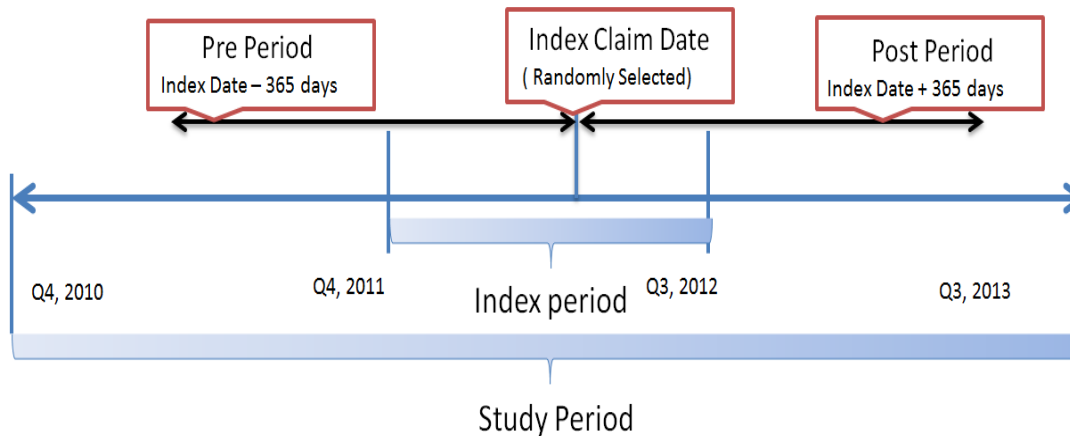 Pre Period
Index Date – 365 days
Index Claim Date
( Randomly Selected)
Post Period
Index Date + 365 days
Q4, 2010
Q4, 2011
Q3, 2012
Q3, 2013
Index period
Study Period